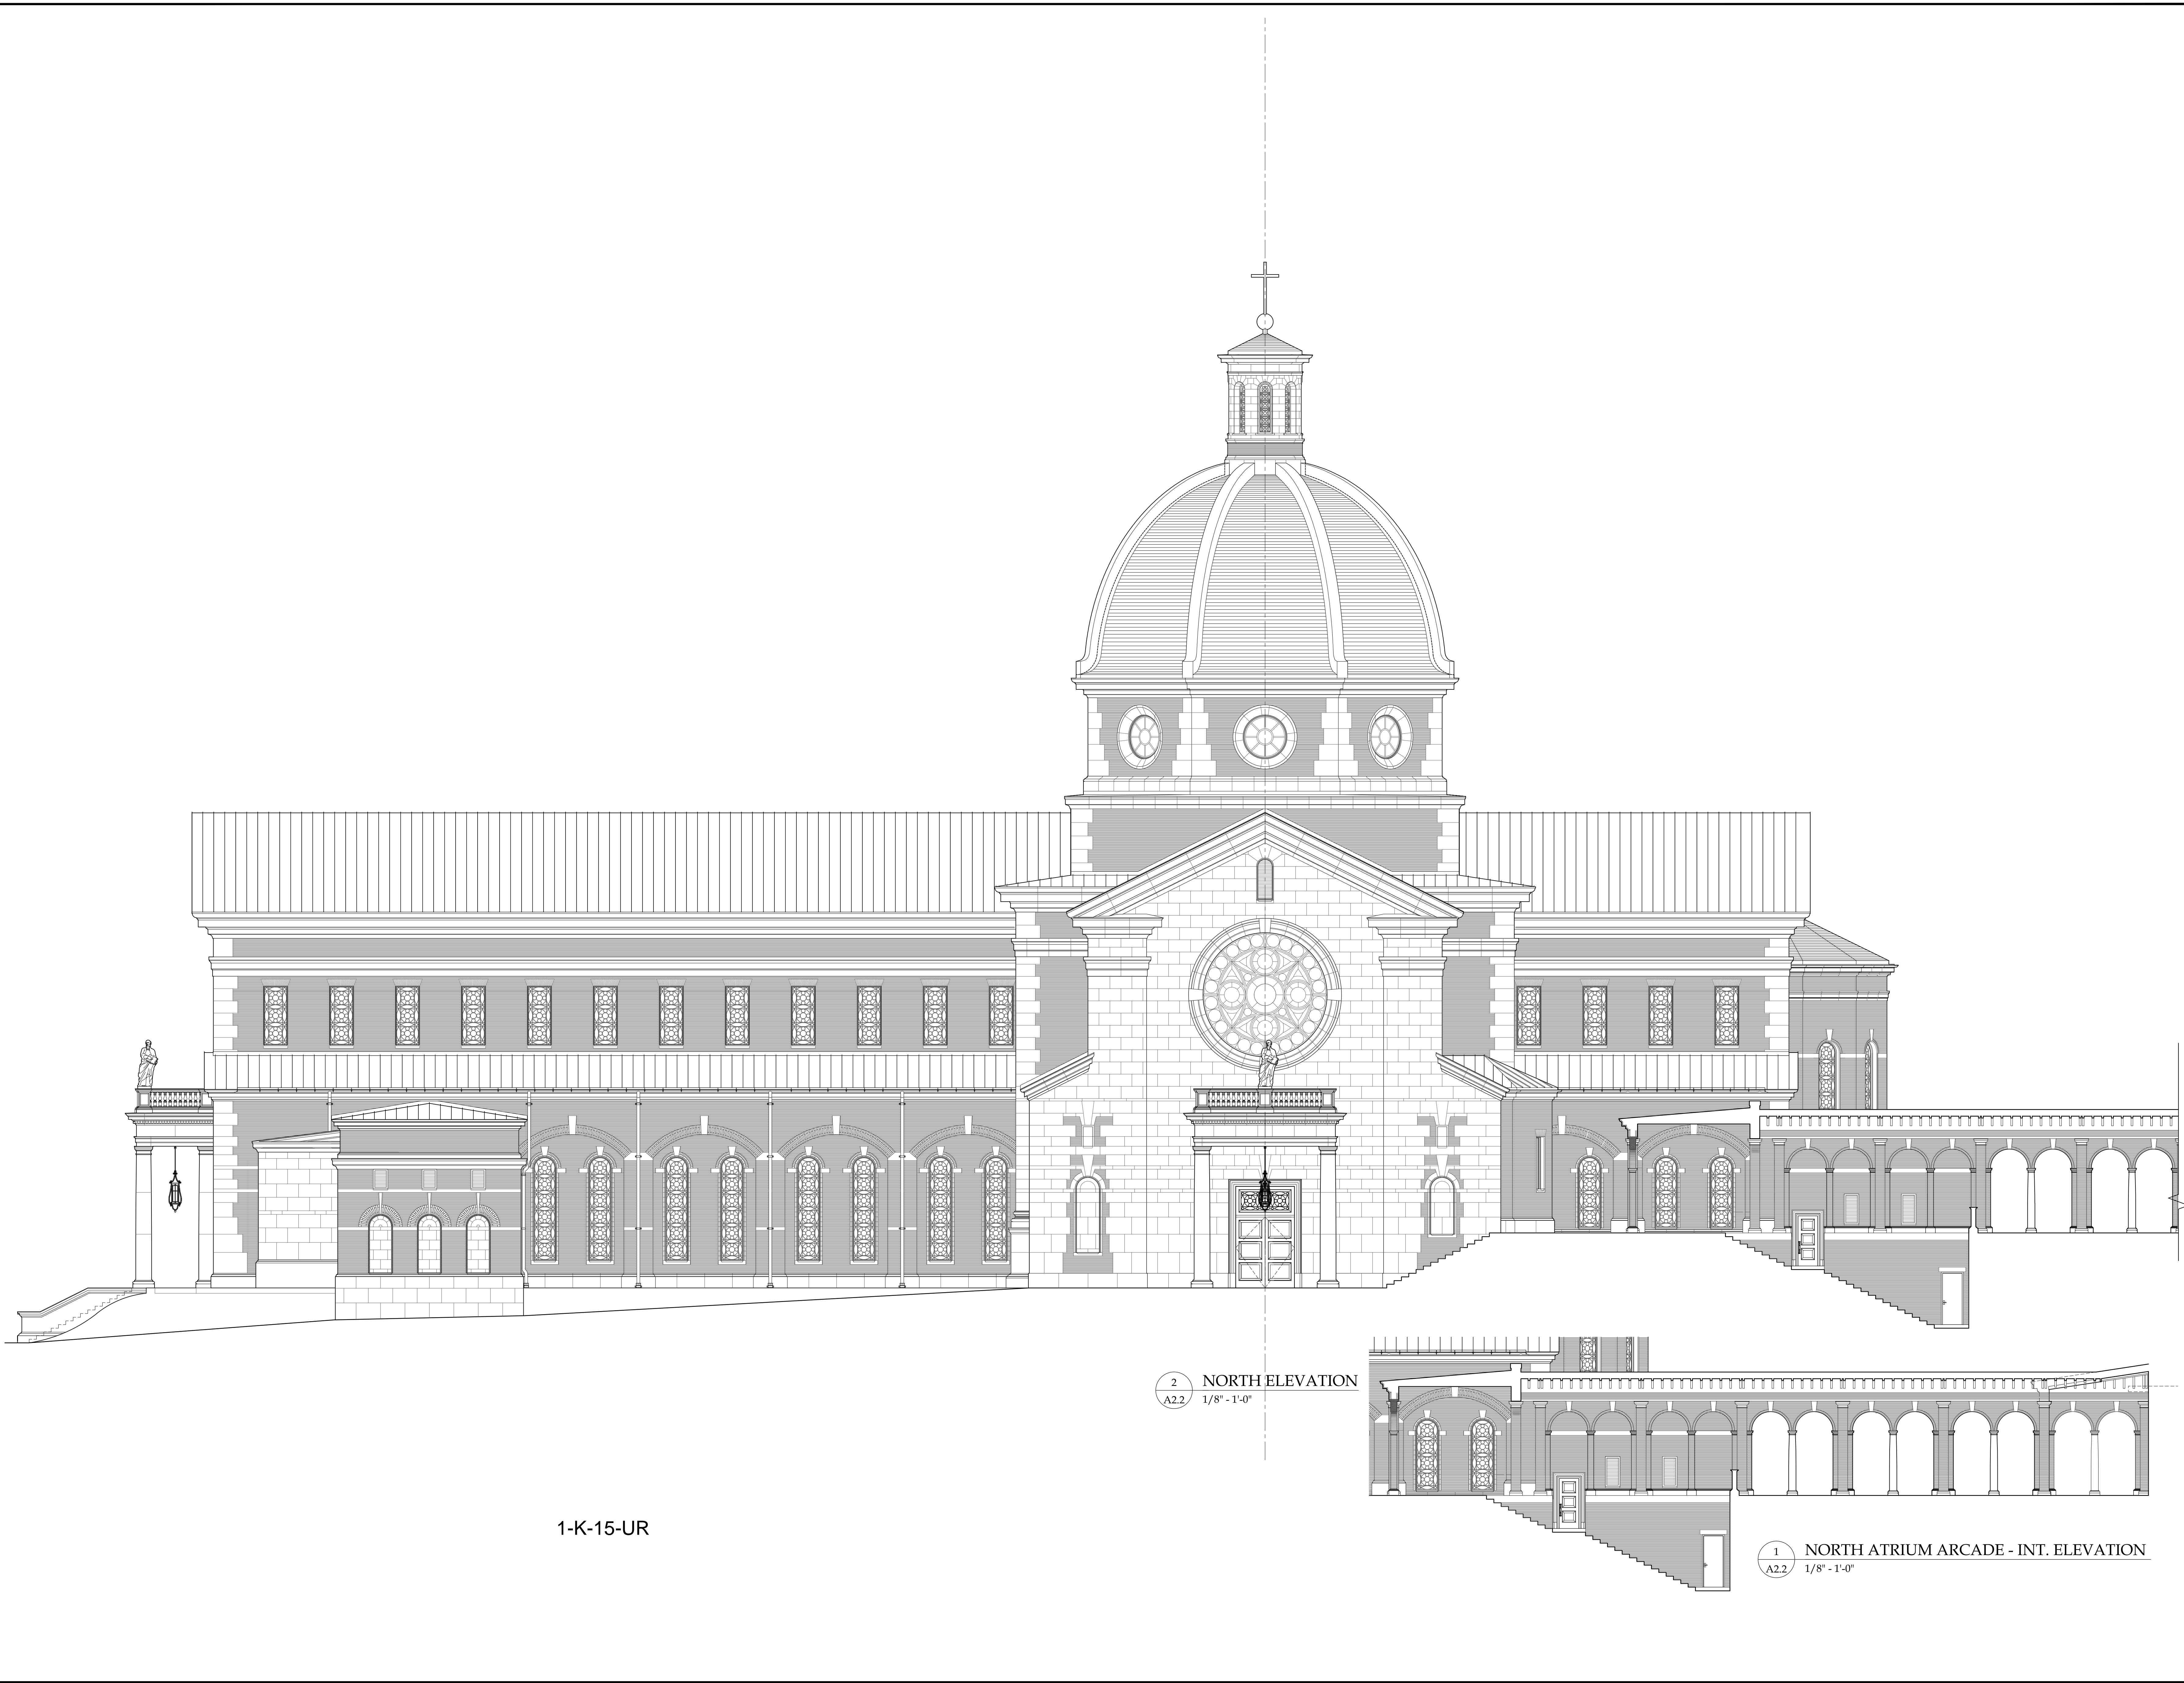 2
A2.2
NORTH ELEVATION
1/8" - 1'-0"
1-K-15-UR
1
A2.2
NORTH ATRIUM ARCADE - INT. ELEVATION
1/8" - 1'-0"